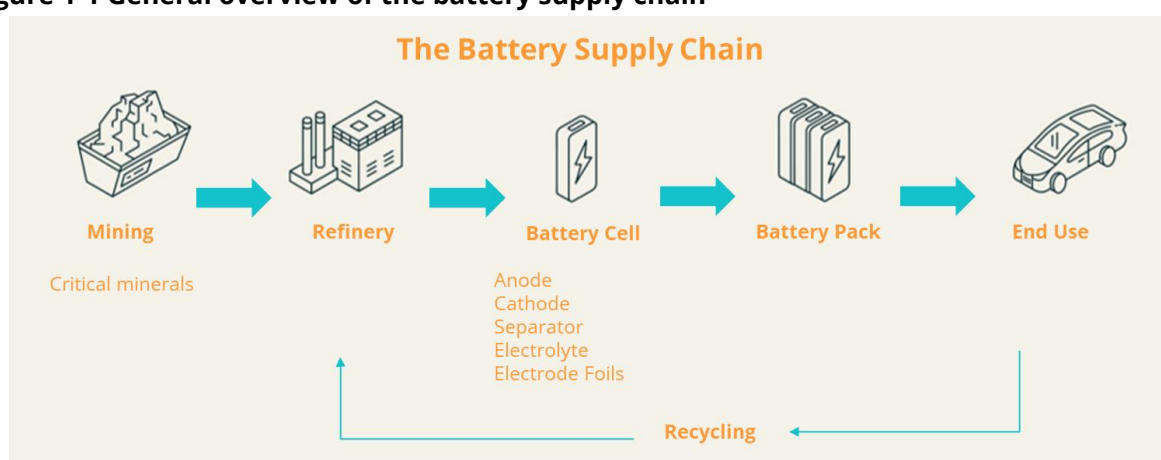 General overview of the battery supply chain
The Battery Supply Chain
Mining
Refinery
Battery Cell
Battery Pack
End Use
Critical minerals
Anode
Cathode
Separator
Electrolyte
Electrode Foils
Recycling